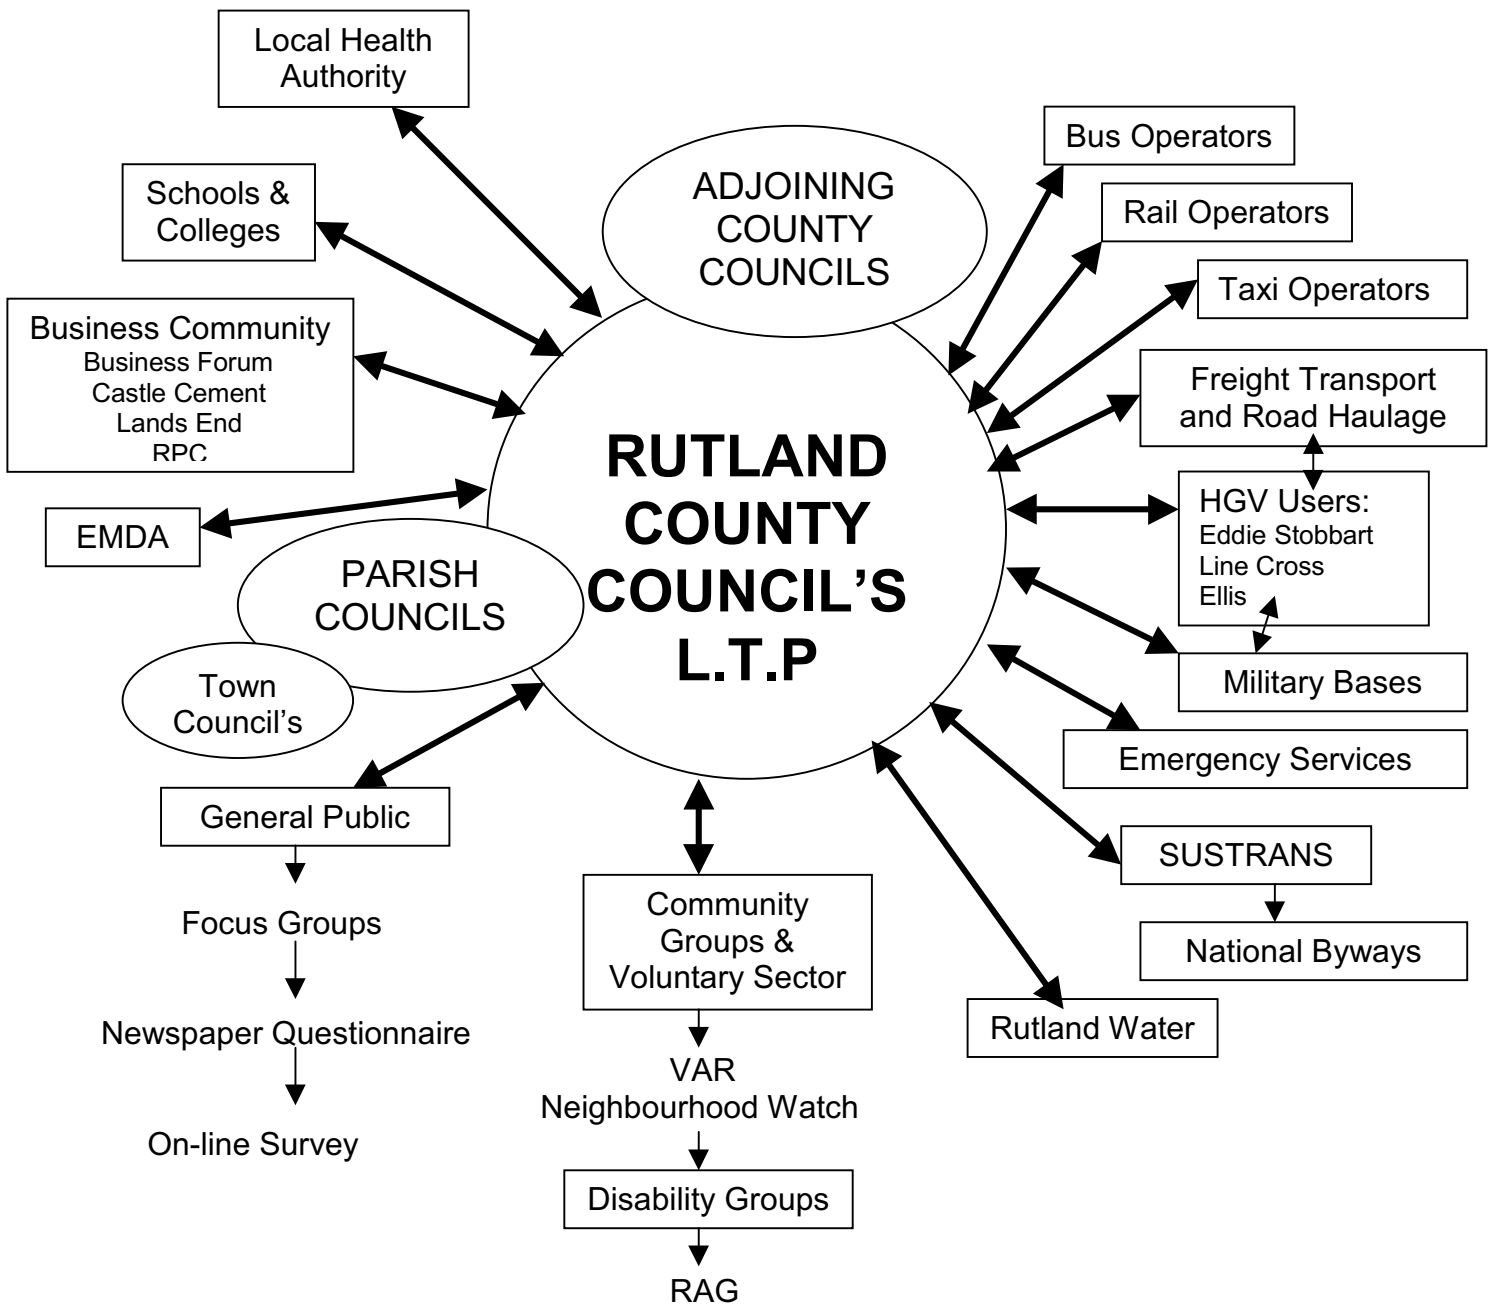 Local Health
Authority
Schools &
Colleges
Business Community
Business Forum
Castle Cement
Lands End
RPC
EMDA
ADJOINING
COUNTY
COUNCILS
Bus Operators
Rail Operators
Taxi Operators
Freight Transport
and Road Haulage
HGV Users:
Eddie Stobbart
Line Cross
Ellis
Military Bases
Emergency Services
SUSTRANS
National Byways
Rutland Water
RUTLAND
COUNTY
COUNCIL’S
L.T.P
PARISH
COUNCILS
Town
Council’s
General Public
Focus Groups
Newspaper Questionnaire
On-line Survey
Community
Groups &
Voluntary Sector
VAR
Neighbourhood Watch
Disability Groups
RAG